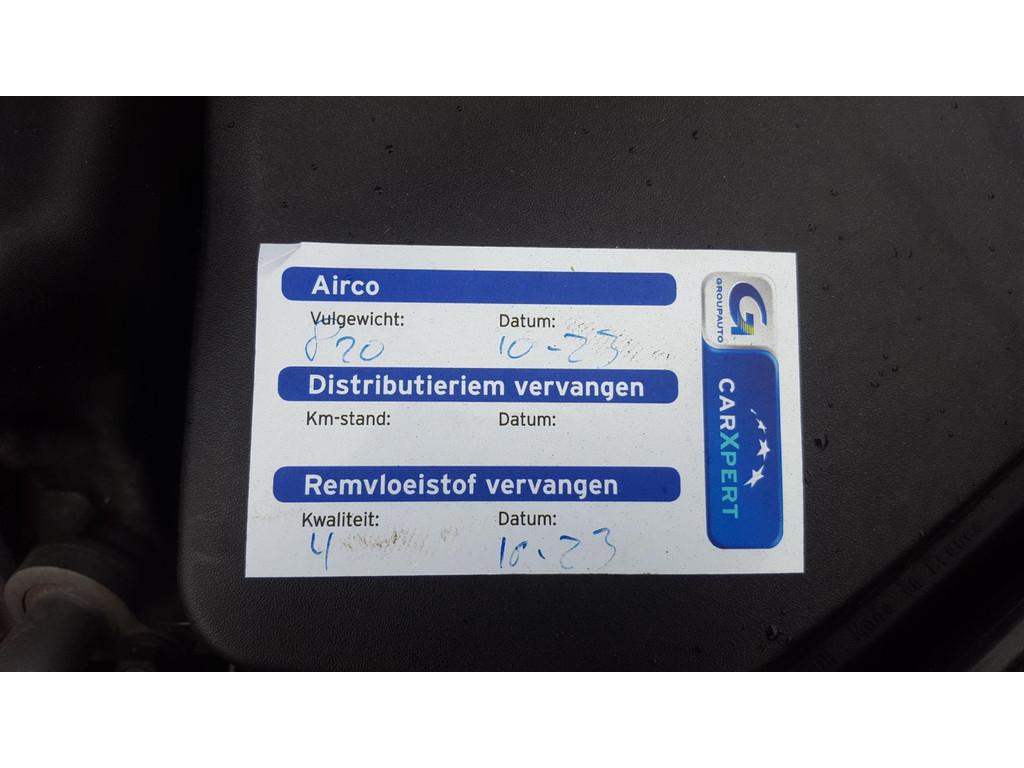 Airco
Vulgewicht: Datum:
820 10-23
Distributieriem vervangen
Km-stand: Datum:
Remvloeistof vervangen
Kwaliteit: Datum:
4 10-23
G
GROUPAUTO
CARXPERT